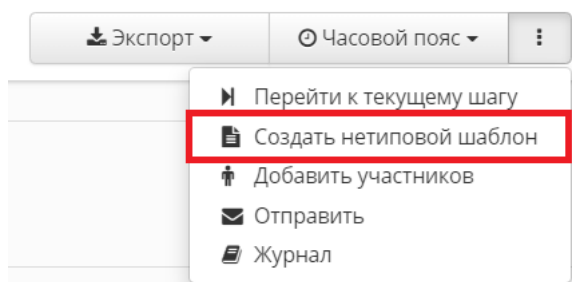 Экспорт
Часовой пояс
Перейти к текущему шагу
Создать нетиповой шаблон
Добавить участников
Отправить
Журнал